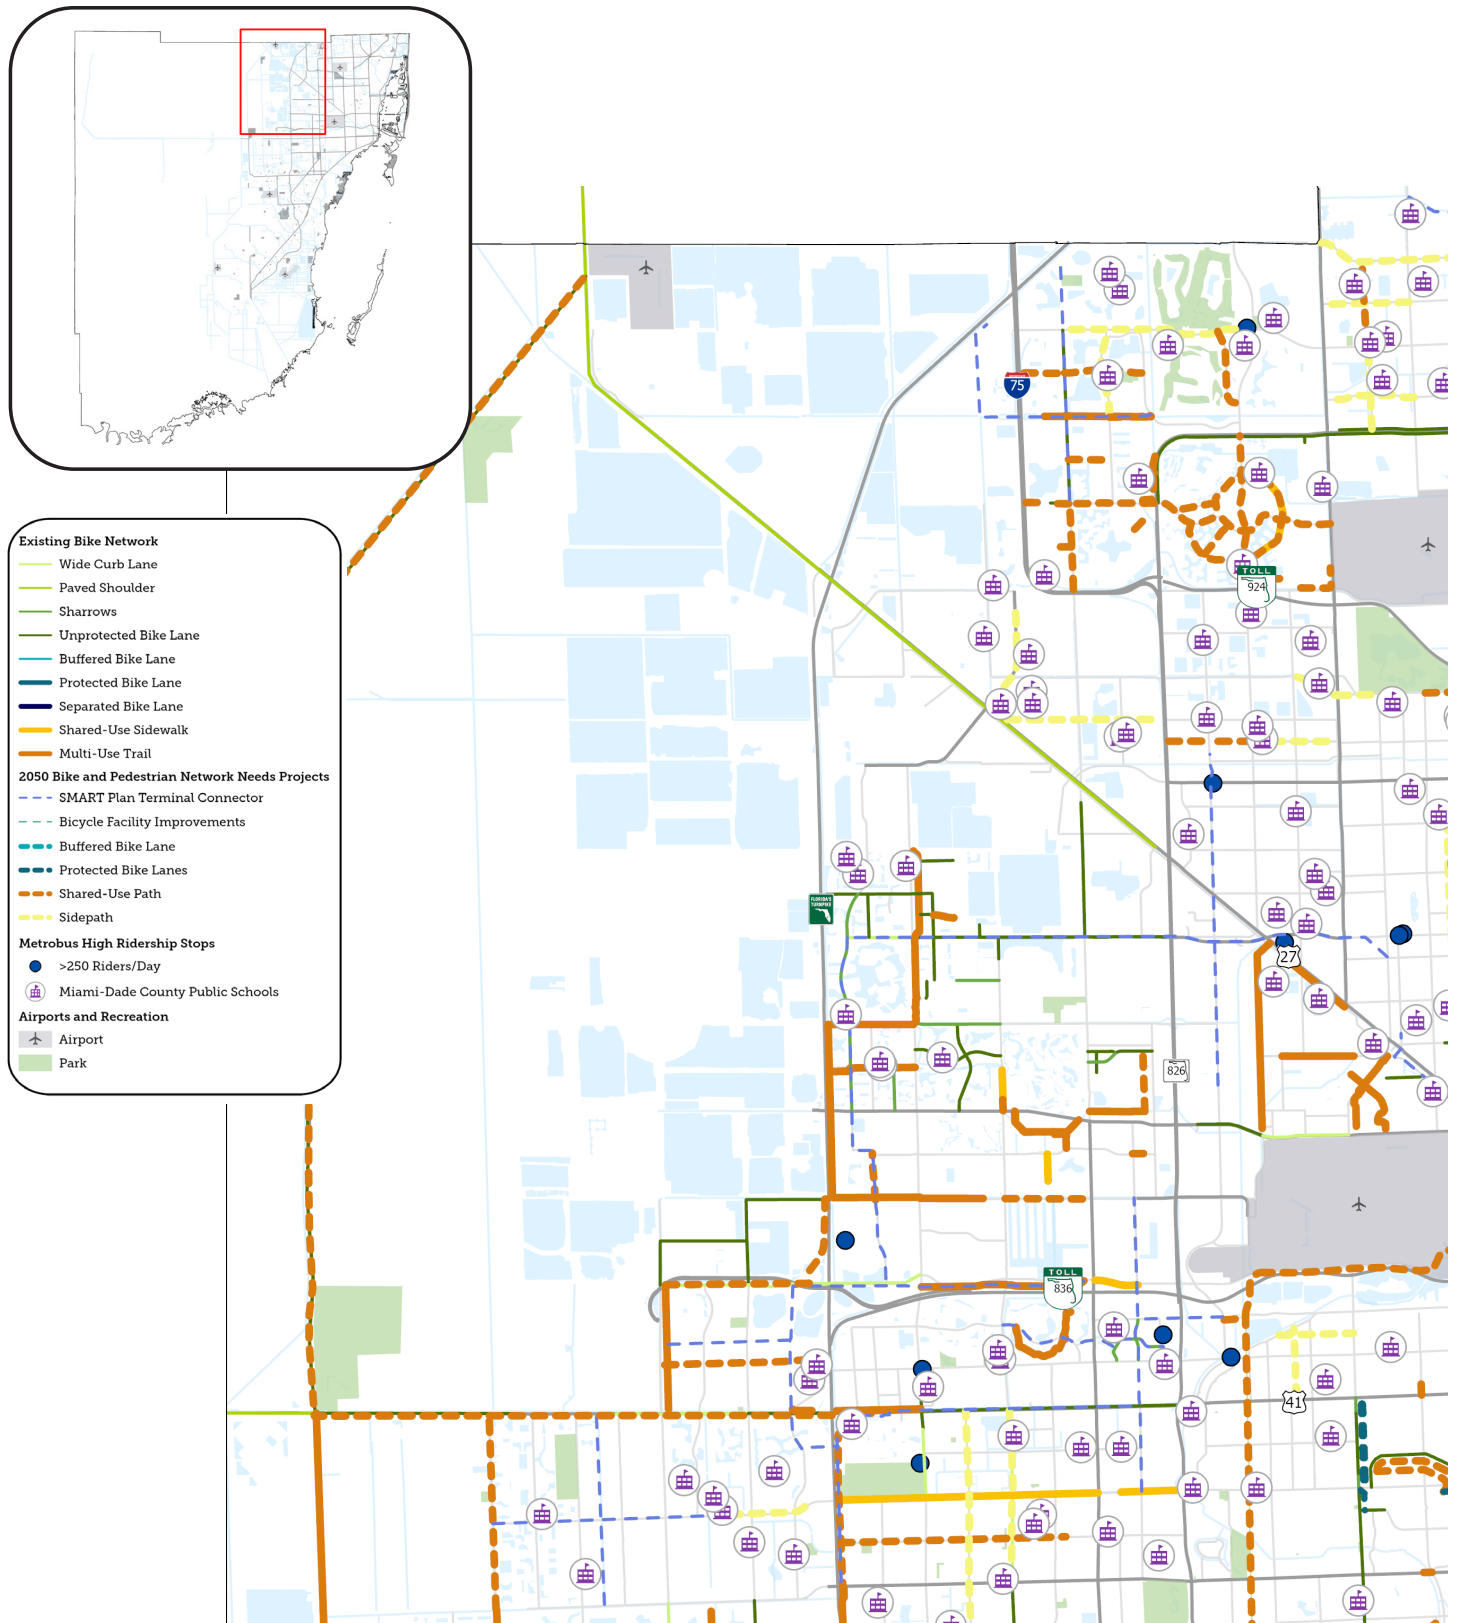 Existing Bike Network
Wide Curb Lane
Paved Shoulder
Sharrows
Unprotected Bike Lane
Buffered Bike Lane
Protected Bike Lane
Separated Bike Lane
Shared-Use Sidewalk
Multi-Use Trail
2050 Bike and Pedestrian Network Needs Projects
SMART Plan Terminal Connector
Bicycle Facility Improvements
Buffered Bike Lane
Protected Bike Lanes
Shared-Use Path
Sidepath
Metrobus High Ridership Stops
>250 Riders/Day
Miami-Dade County Public Schools
Airports and Recreation
Airport
Park
75
TOLL
924
FLORIDA'S
TURNPIKE
27
826
TOLL
836
41